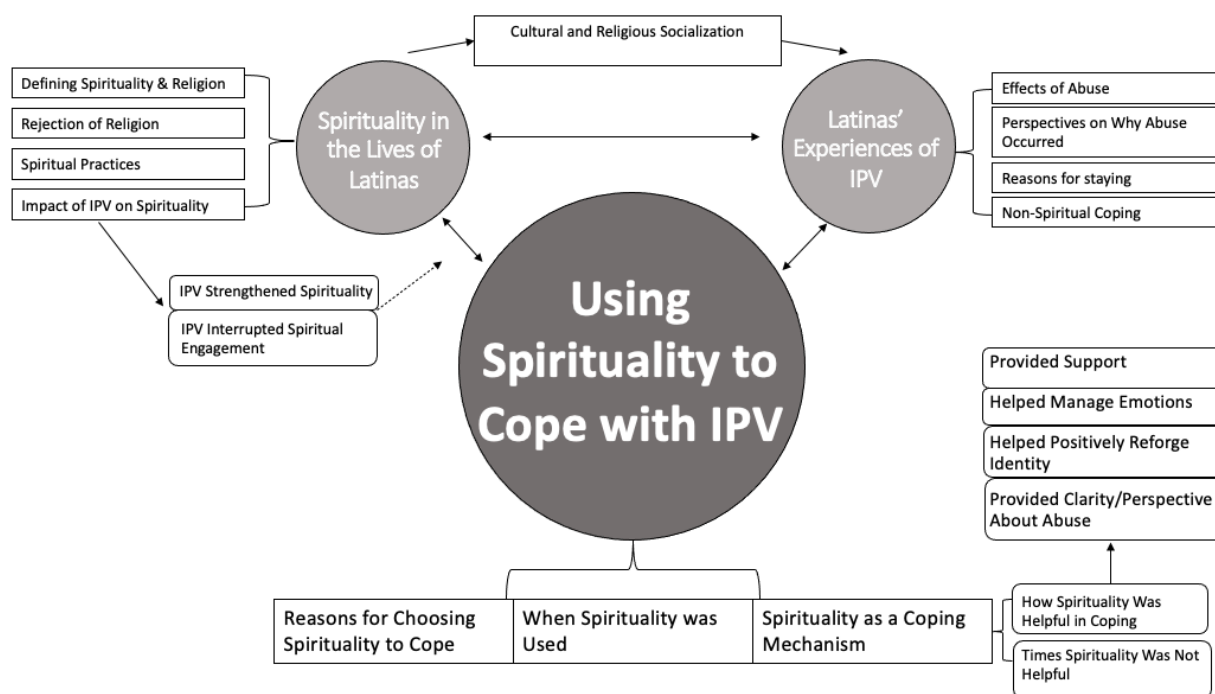 Cultural and Religious Socialization
Defining Spirituality & Religion
Rejection of Religion
Spiritual Practices
Impact of IPV on Spirituality
Spirituality in
the Lives of
Latinas
Latinas’
Experiences of
IPV
Effects of Abuse
Perspectives on Why Abuse
Occurred
Reasons for staying
Non-Spiritual Coping
IPV Strengthened Spirituality
IPV Interrupted Spiritual
Engagement
Using
Spirituality to
Cope with IPV
Provided Support
Helped Manage Emotions
Helped Positively Reforge
Identity
Provided Clarity/Perspective
About Abuse
Reasons for Choosing
Spirituality to Cope
When Spirituality was
Used
Spirituality as a Coping
Mechanism
How Spirituality Was
Helpful in Coping
Times Spirituality Was Not
Helpful